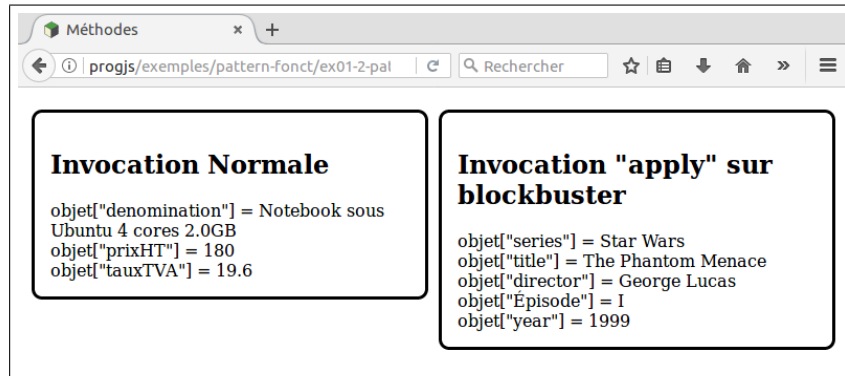 Méthodes
progjs/exemples/pattern-fonct/ex01-2-pat
Rechercher
Invocation Normale
objet["denomination"] = Notebook sous
Ubuntu 4 cores 2.0GB
objet["prixHT"] = 180
objet["tauxTVA"] = 19.6
Invocation "apply" sur
blockbuster
objet["series"] = Star Wars
objet["title"] = The Phantom Menace
objet["director"] = George Lucas
objet["Épisode"] = I
objet["year"] = 1999